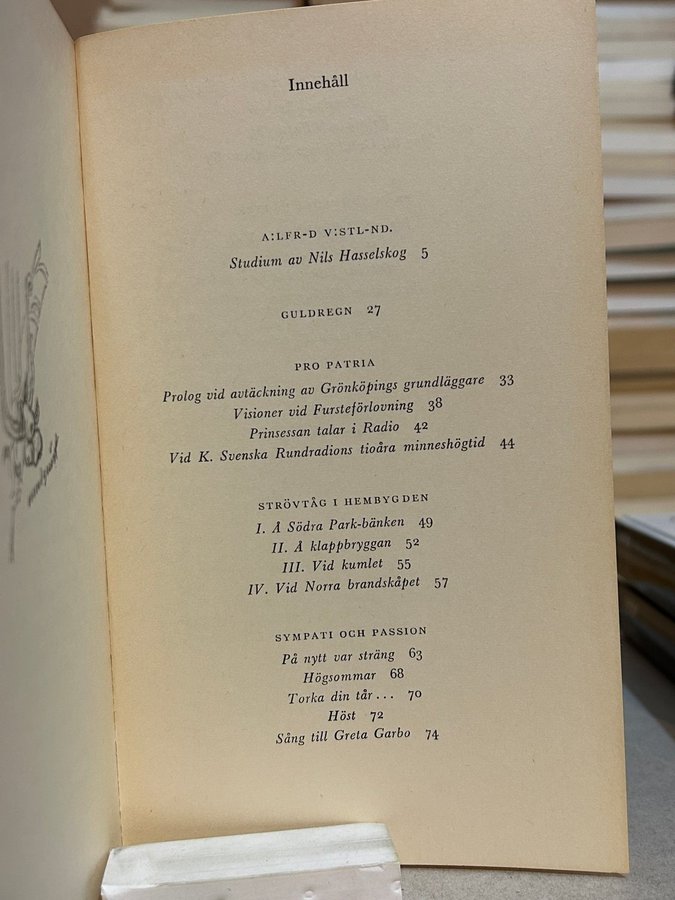 Innehåll
A:LFR-D V:STL-ND.
Studium av Nils Hasselskog 5
GULDREGN 27
PRO PATRIA
Prolog vid avtäckning av Grönköpings grundläggare 33
Visioner vid Fursteförlovning 38
Prinsessan talar i Radio 42
Vid K. Svenska Rundradions tioåra minneshögtid 44
STRÖVTÅG I HEMBYGDEN
I. Å Södra Park-bänken 49
II. Å klappbryggan 52
III. Vid kumlet 55
IV. Vid Norra brandskåpet 57
SYMPATI OCH PASSION
På nytt var sträng 63
Högsommar 68
Torka din tår... 70
Höst 72
Sång till Greta Garbo 74